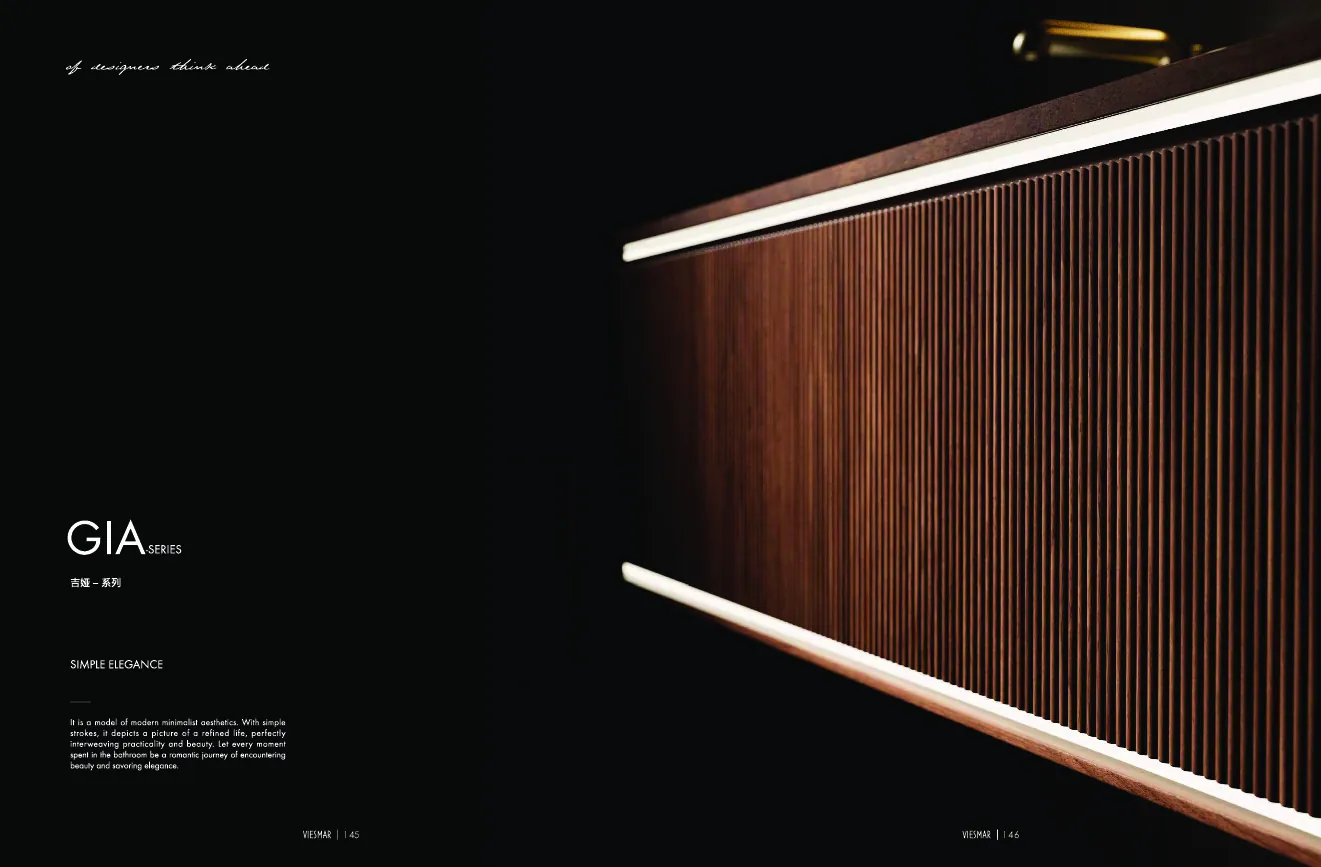 of designers think ahead
GIA-SERIES
吉娅 – 系列
SIMPLE ELEGANCE
It is a model of modern minimalist aesthetics. With simple
strokes, it depicts a picture of a refined life, perfectly
interweaving practicality and beauty. Let every moment
spent in the bathroom be a romantic journey of encountering
beauty and savoring elegance.
VIESMAR | 145
VIESMAR | 146